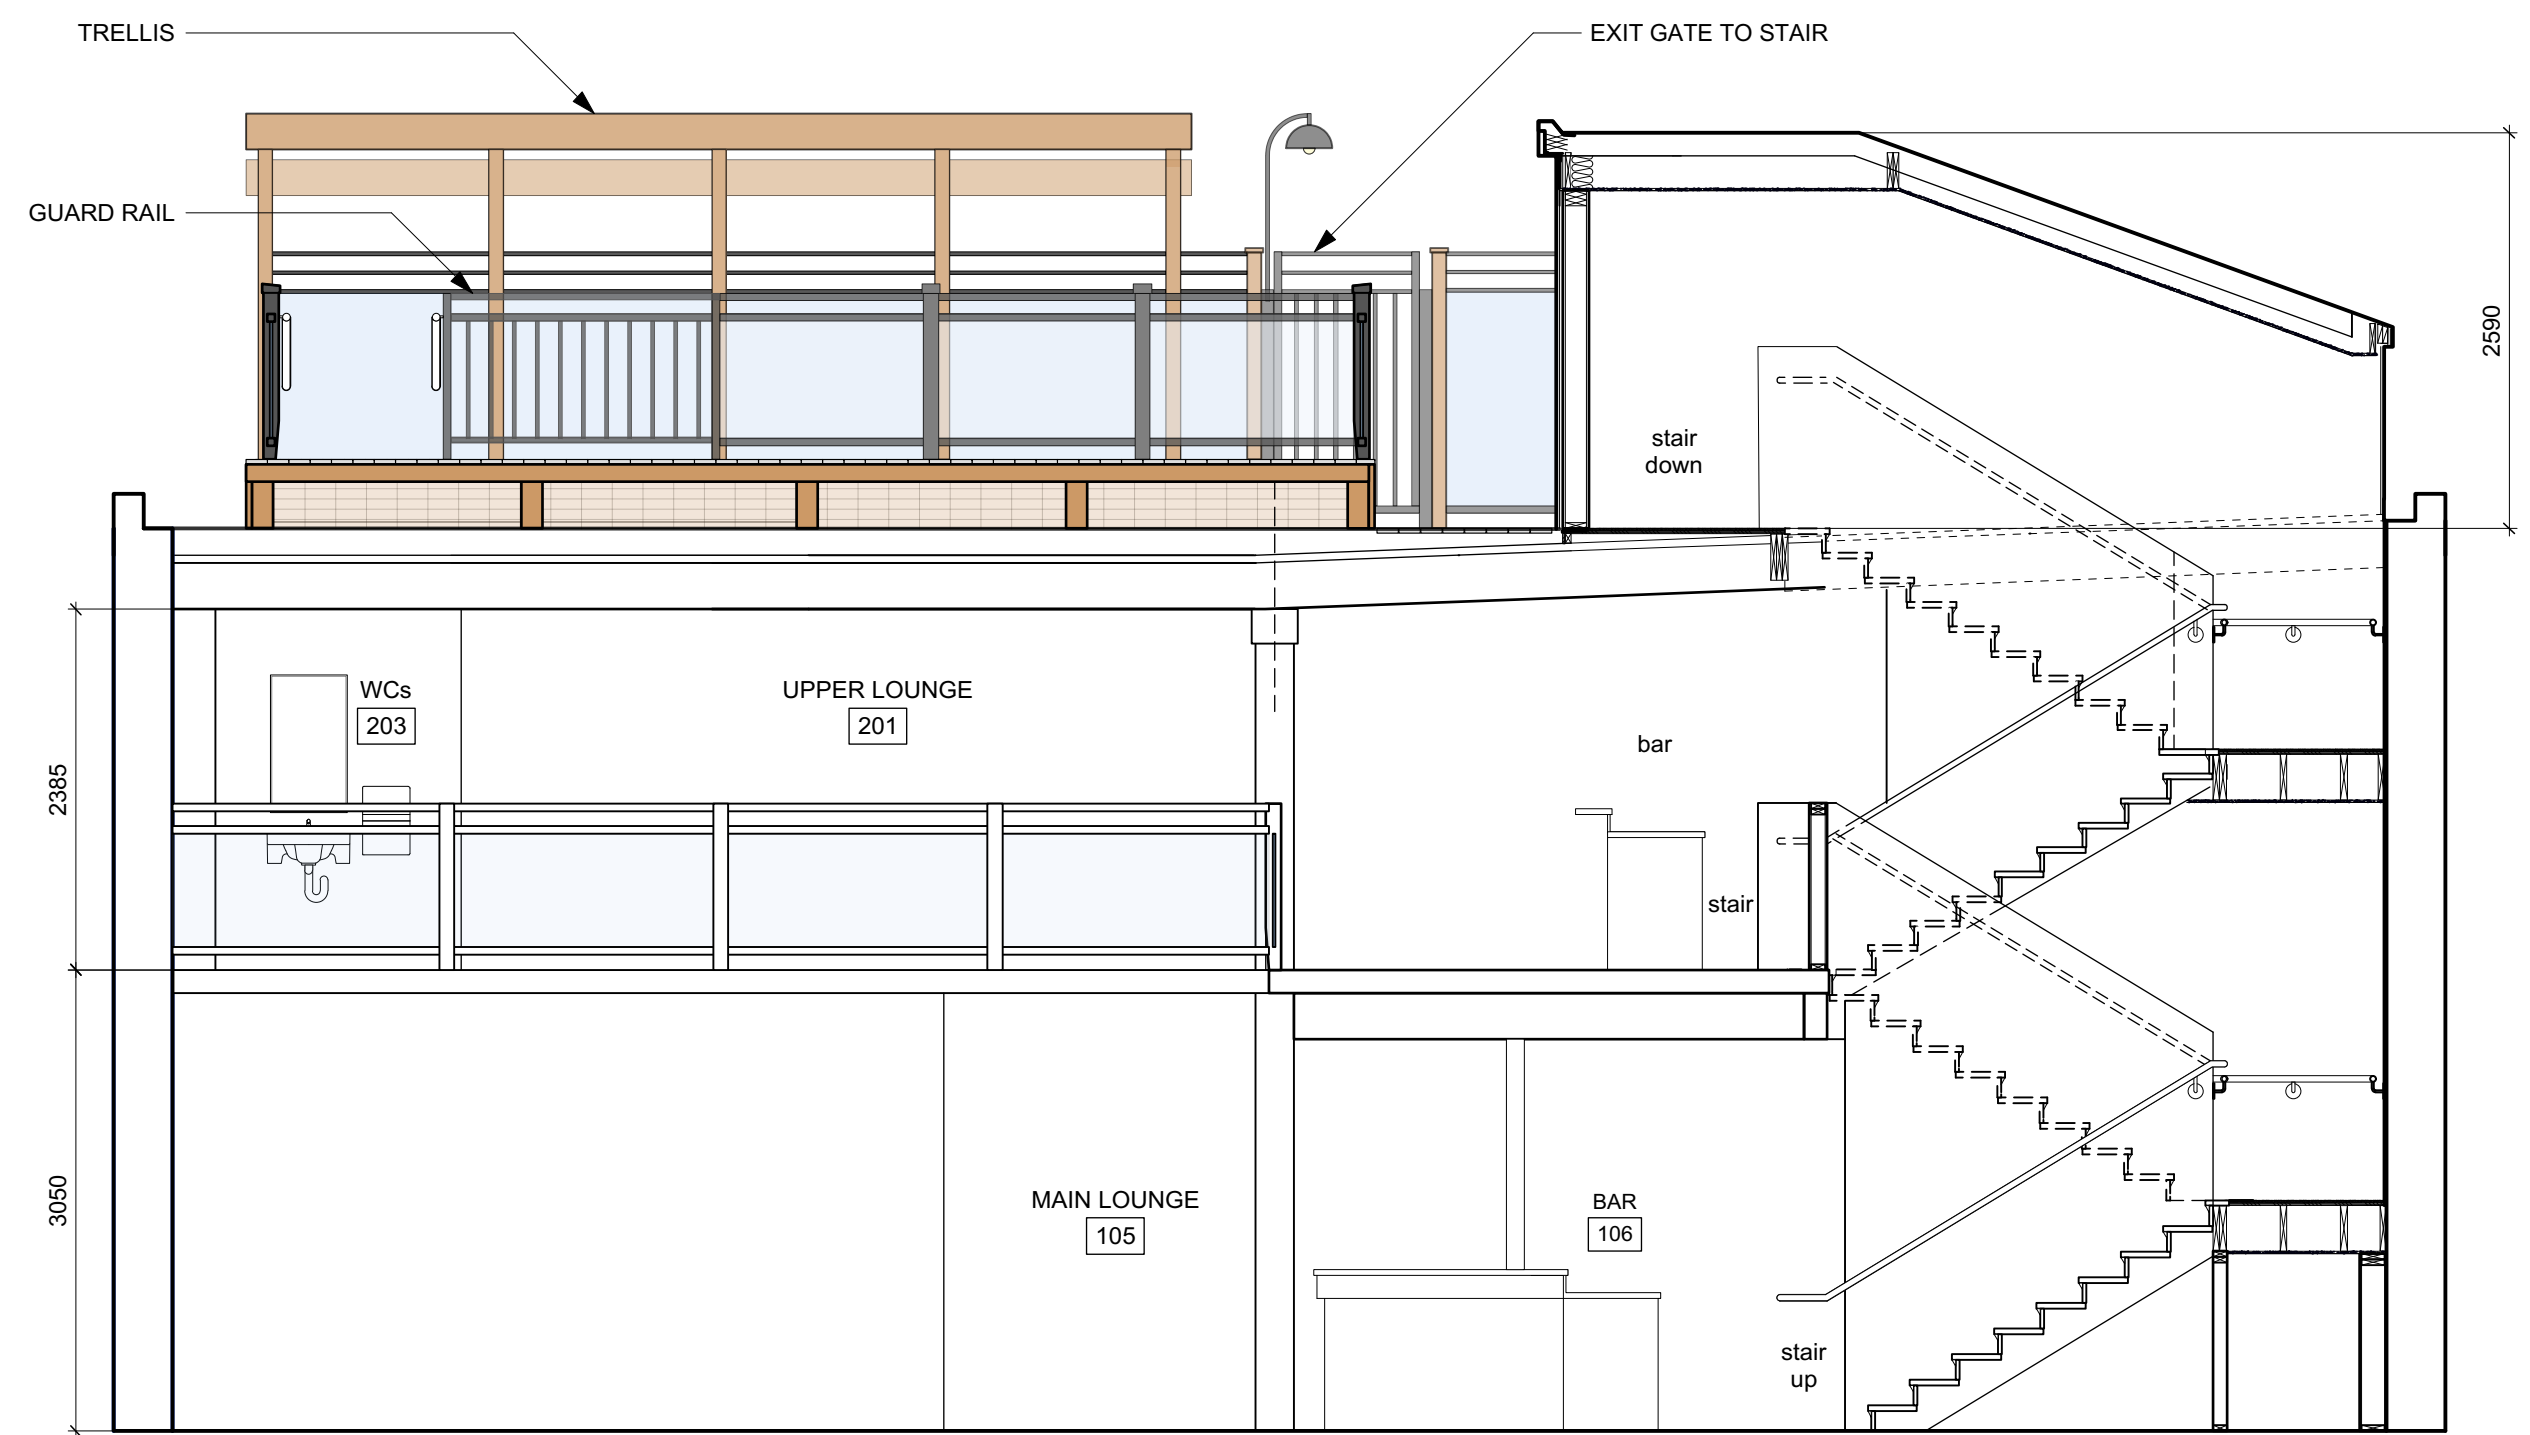 TRELLIS
EXIT GATE TO STAIR
GUARD RAIL
2590
stair
down
WCs
203
UPPER LOUNGE
201
bar
2385
stair
MAIN LOUNGE
105
BAR
106
3050
stair
up